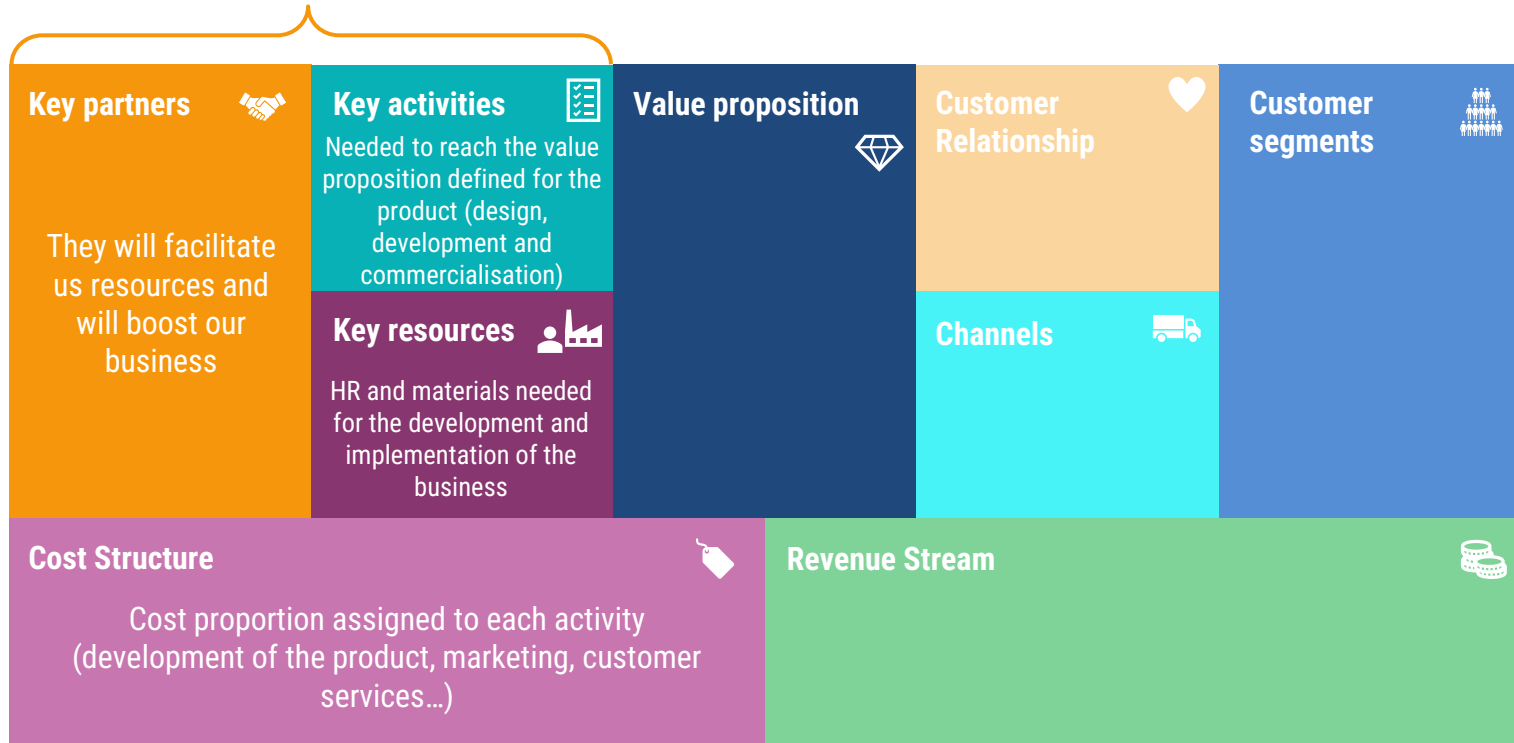 Key partners
They will facilitate
us resources and
will boost our
business
Key activities
Needed to reach the value
proposition defined for the
product (design,
development and
commercialisation)
Key resources
HR and materials needed
for the development and
implementation of the
business
Value proposition
Customer
Relationship
Channels
Customer
segments
Cost Structure
Cost proportion assigned to each activity
(development of the product, marketing, customer
services…)
Revenue Stream